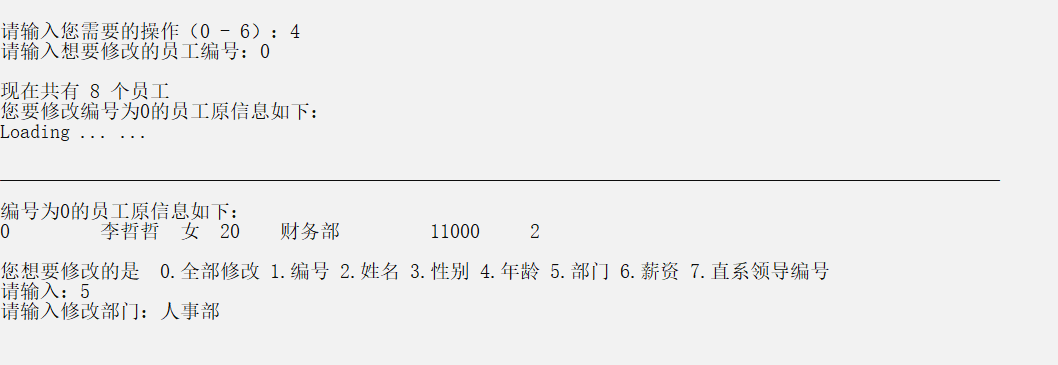 请输入您需要的操作（0 - 6）：4
请输入想要修改的员工编号：0
现在共有 8 个员工
您要修改编号为0的员工原信息如下：
Loading ... ...
编号为0的员工原信息如下：
0 李哲哲 女 20 财务部 11000 2
您想要修改的是 0.全部修改 1.编号 2.姓名 3.性别 4.年龄 5.部门 6.薪资 7.直系领导编号
请输入：5
请输入修改部门：人事部